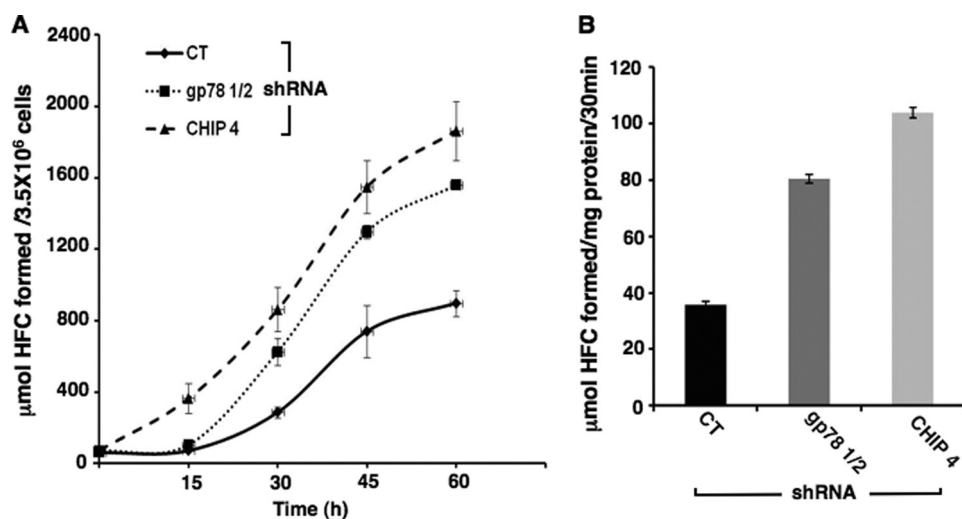 A
μmol HFC formed /3.5X10⁶ cells
2400
2000
1600
1200
800
400
0
CT
gp78 1/2
CHIP 4
shRNA
15
30
45
60
Time (h)
B
μmol HFC formed/mg protein/30min
120
100
80
60
40
20
0
CT
gp78 1/2
CHIP 4
shRNA